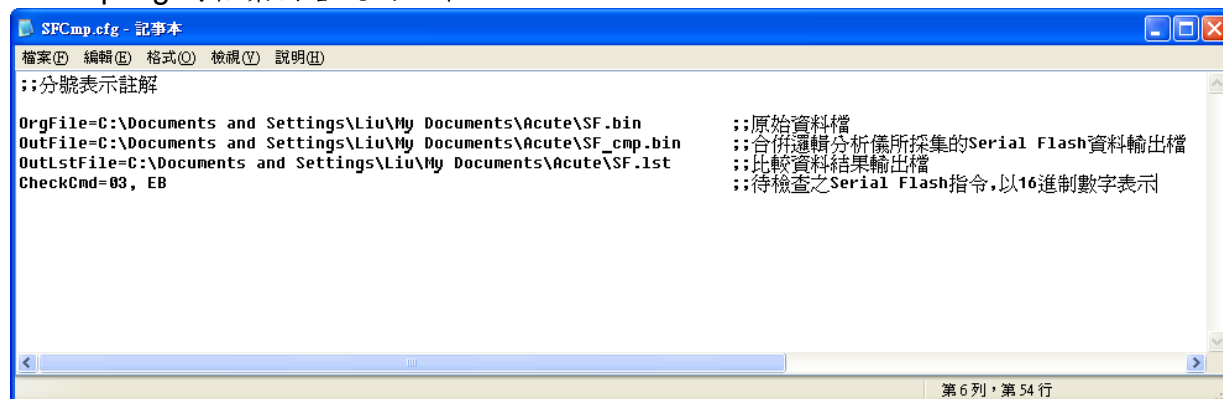 SFCmp.cfg - 記事本
檔案(F) 編輯(E) 格式(O) 檢視(V) 說明(H)
;;分號表示註解
OrgFile=C:\Documents and Settings\Liu\My Documents\Acute\SF.bin ;;原始資料檔
OutFile=C:\Documents and Settings\Liu\My Documents\Acute\SF_cmp.bin ;;合併邏輯分析儀所採集的Serial Flash資料輸出檔
OutLstFile=C:\Documents and Settings\Liu\My Documents\Acute\SF.lst ;;比較資料結果輸出檔
CheckCmd=03, EB ;;待檢查之Serial Flash指令,以16進制數字表示
第 6 列，第 54 行